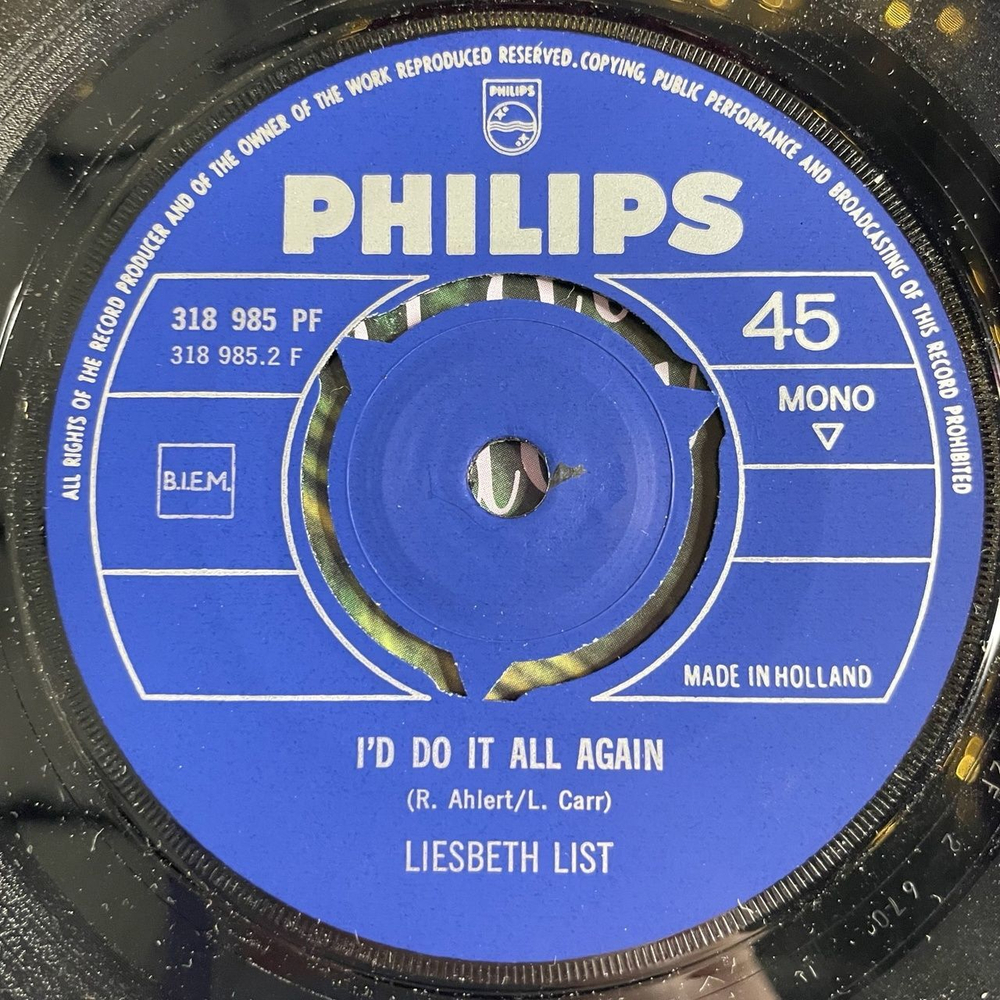 ALL RIGHTS OF THE RECORD PRODUCER AND OF THE OWNER OF THE WORK REPRODUCED RESERVED. COPYING, PUBLIC PERFORMANCE AND BROADCASTING OF THIS RECORD PROHIBITED
PHILIPS
PHILIPS
318 985 PF
318 985.2 F
45
MONO
B.I.E.M.
MADE IN HOLLAND
I'D DO IT ALL AGAIN
(R. Ahlert/L. Carr)
LIESBETH LIST